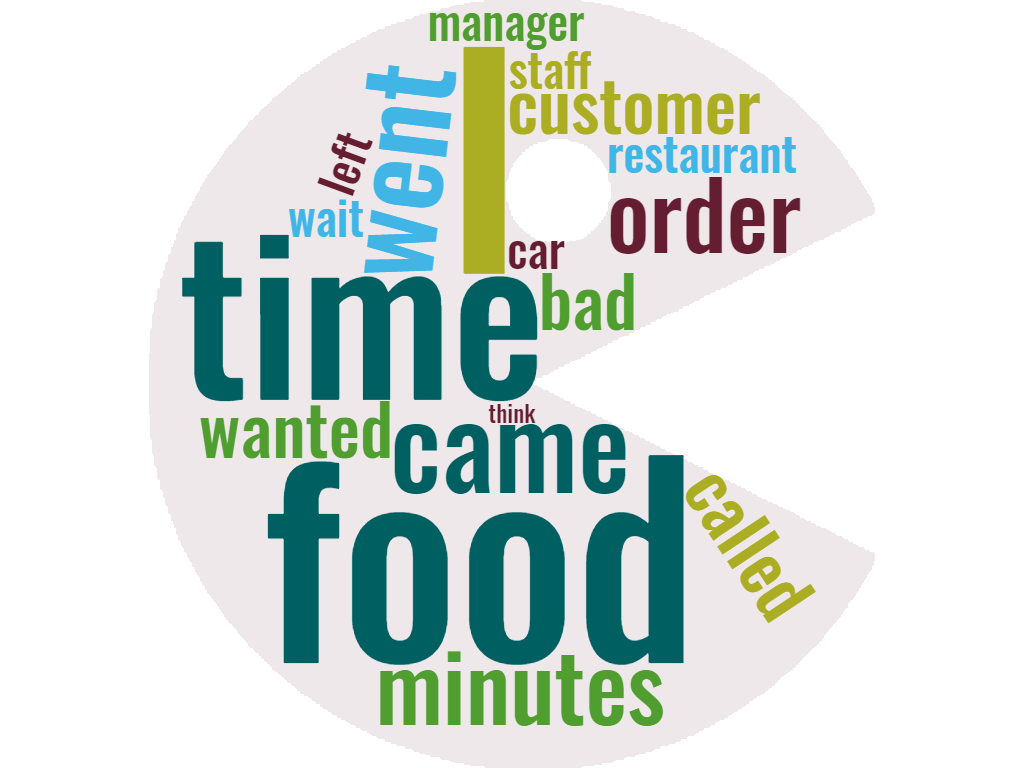 manager
staff
customer
I
went
left
restaurant
wait
order
car
time
bad
think
wanted
came
food
called
minutes